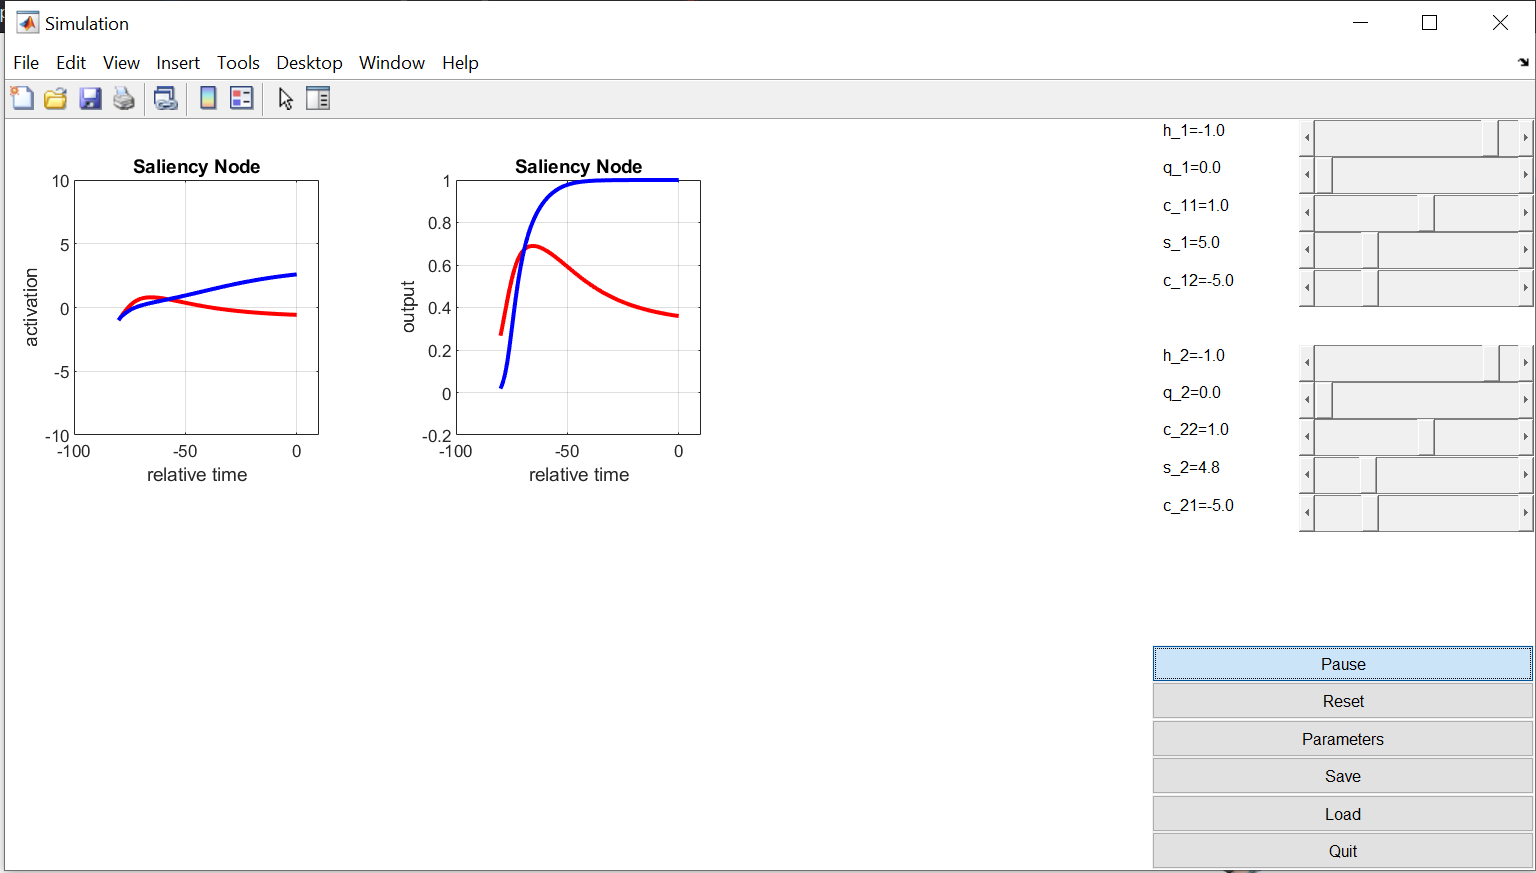 Simulation
File Edit View Insert Tools Desktop Window Help
Saliency Node
10
5
0
-5
-10
-100 -50 0
relative time
activation
Saliency Node
1
0.8
0.6
0.4
0.2
0
-0.2
-100 -50 0
relative time
output
h_1=-1.0
q_1=0.0
c_11=1.0
s_1=5.0
c_12=-5.0
h_2=-1.0
q_2=0.0
c_22=1.0
s_2=4.8
c_21=-5.0
Pause
Reset
Parameters
Save
Load
Quit